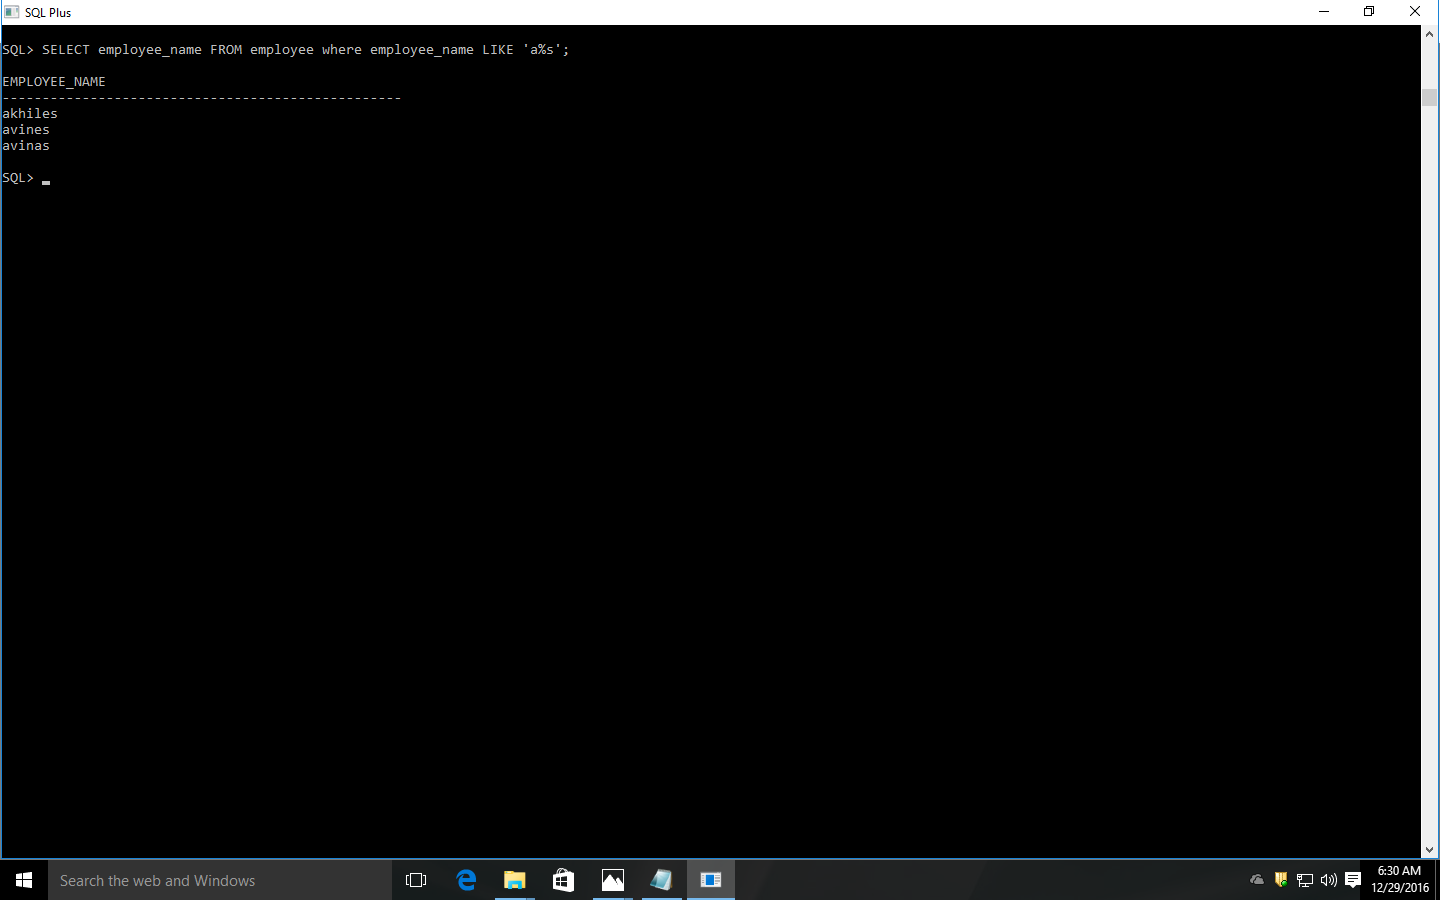 SQL Plus
SQL> SELECT employee_name FROM employee where employee_name LIKE 'a%s';
EMPLOYEE_NAME
--------------------------------------------------
akhiles
avines
avinas
SQL>
Search the web and Windows
6:30 AM
12/29/2016